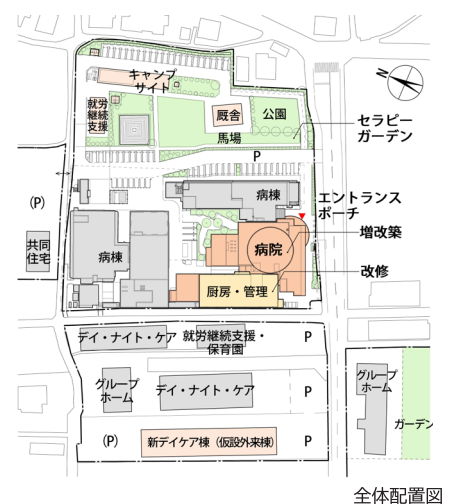 キャンプ
サイト
N
就労
継続
支援
厩舎
公園
馬場
セラピー
ガーデン
P
病棟
エントランス
ポーチ
(P)
共同
住宅
病棟
病院
増改築
厨房・管理
改修
デイ・ナイト・ケア
就労継続支援・
保育園
P
グループ
ホーム
デイ・ナイト・ケア
P
グループ
ホーム
ガーデン
(P)
新デイケア棟（仮設外来棟）
P
全体配置図